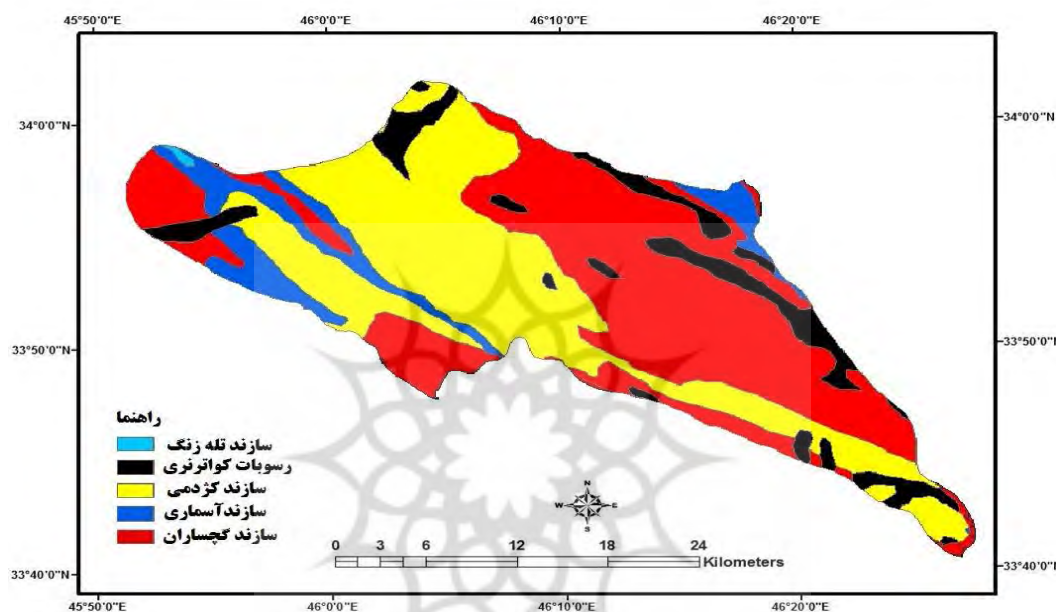 45°50'0"E 46°0'0"E 46°10'0"E 46°20'0"E
34°0'0"N 34°0'0"N
33°50'0"N 33°50'0"N
راهنما
سازند تله زنگ
رسوبات کواترنری
سازند کژدمی
سازندآسماری
سازند گچساران
N
W E
S
0 3 6 12 18 24
Kilometers
33°40'0"N 33°40'0"N
45°50'0"E 46°0'0"E 46°10'0"E 46°20'0"E